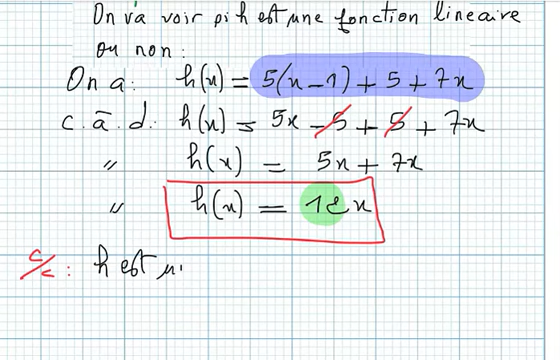 On va voir si h est une fonction lineaire
ou non :
On a : h(x) = 5(x-1) + 5 + 7x
c.ā.d : h(x) = 5x - 5 + 5 + 7x
" h(x) = 5x + 7x
" h(x) = 12x
c/c : h est u